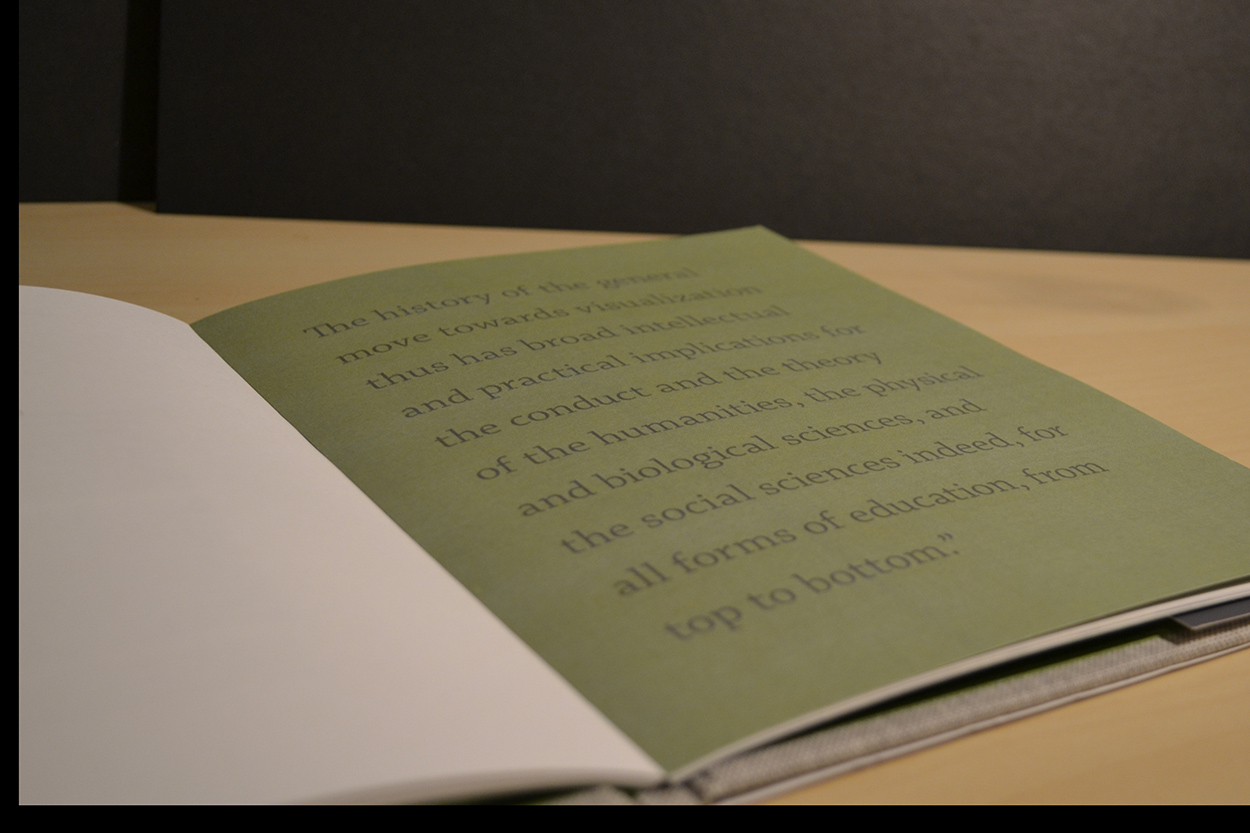 The history of the general
move towards visualization
thus has broad intellectual
and practical implications for
the conduct and the theory
of the humanities, the physical
and biological sciences, and
the social sciences indeed, for
all forms of education, from
top to bottom.”